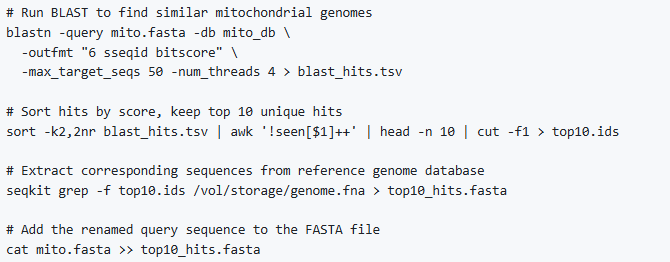 # Run BLAST to find similar mitochondrial genomes
blastn -query mito.fasta -db mito_db \
  -outfmt "6 sseqid bitscore" \
  -max_target_seqs 50 -num_threads 4 > blast_hits.tsv

# Sort hits by score, keep top 10 unique hits
sort -k2,2nr blast_hits.tsv | awk '!seen[$1]++' | head -n 10 | cut -f1 > top10.ids

# Extract corresponding sequences from reference genome database
seqkit grep -f top10.ids /vol/storage/genome.fna > top10_hits.fasta

# Add the renamed query sequence to the FASTA file
cat mito.fasta >> top10_hits.fasta